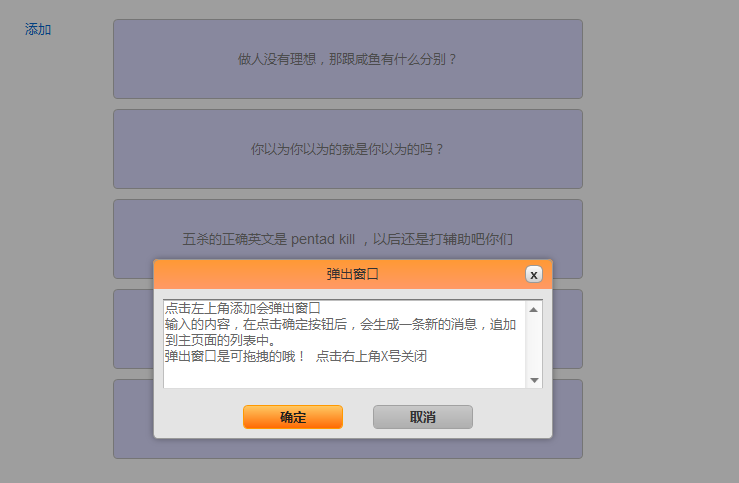 添加
做人没有理想，那跟咸鱼有什么分别？
你以为你以为的就是你以为的吗？
五杀的正确英文是 pentad kill ，以后还是打辅助吧你们
弹出窗口
x
点击左上角添加会弹出窗口
输入的内容，在点击确定按钮后，会生成一条新的消息，追加
到主页面的列表中。
弹出窗口是可拖拽的哦！ 点击右上角X号关闭
确定
取消